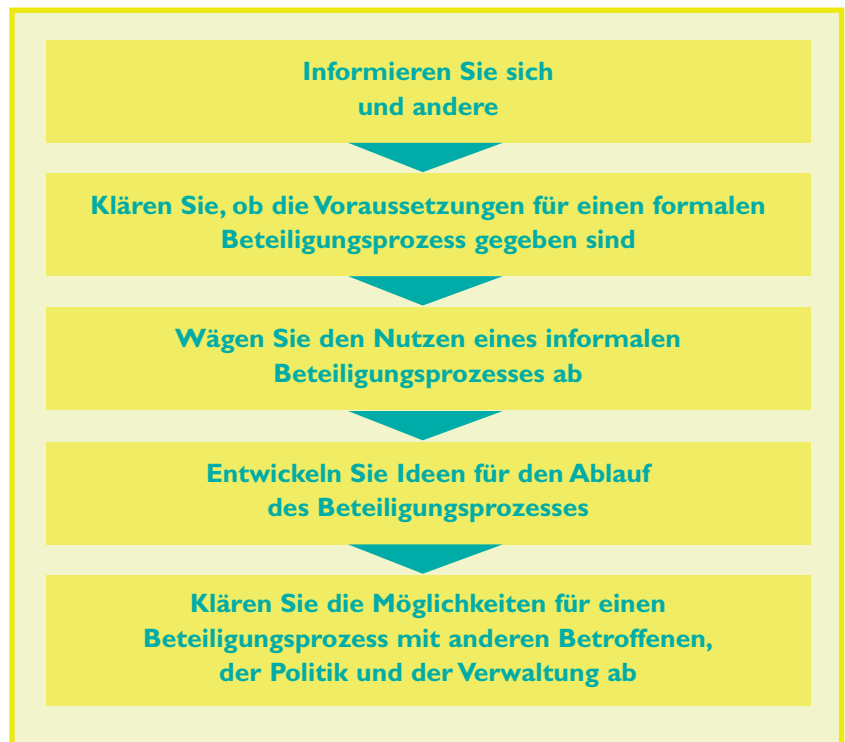 Informieren Sie sich
und andere
Klären Sie, ob die Voraussetzungen für einen formalen
Beteiligungsprozess gegeben sind
Wägen Sie den Nutzen eines informalen
Beteiligungsprozesses ab
Entwickeln Sie Ideen für den Ablauf
des Beteiligungsprozesses
Klären Sie die Möglichkeiten für einen
Beteiligungsprozess mit anderen Betroffenen,
der Politik und der Verwaltung ab